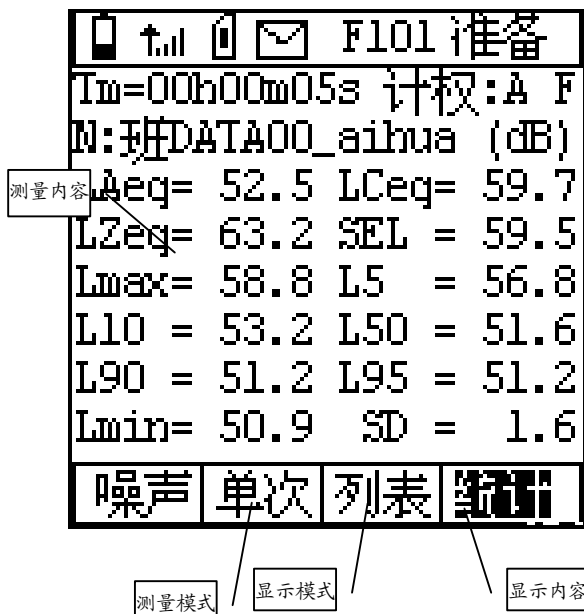 F101 准备
Tm=00h00m05s 计权:A F
N:班DATA00_aihua (dB)
测量内容
LAeq= 52.5 LCeq= 59.7
LZeq= 63.2 SEL = 59.5
Lmax= 58.8 L5 = 56.8
L10 = 53.2 L50 = 51.6
L90 = 51.2 L95 = 51.2
Lmin= 50.9 SD = 1.6
噪声 单次 列表 统计
测量模式 显示模式 显示内容